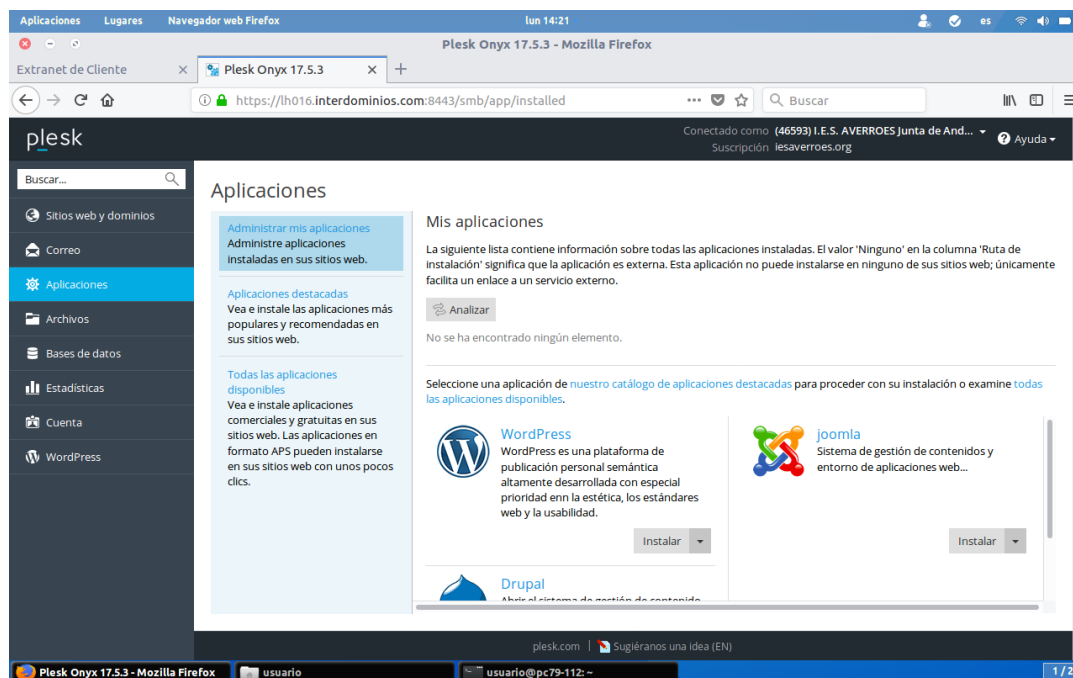 Aplicaciones Lugares Navegador web Firefox lun 14:21 es
Plesk Onyx 17.5.3 - Mozilla Firefox
Extranet de Cliente Plesk Onyx 17.5.3
https://lh016.interdominios.com:8443/smb/app/installed Buscar
plesk
Conectado como (46593) I.E.S. AVERROES Junta de And...
Suscripción iesaverroes.org
Ayuda
Buscar...
Sitios web y dominios
Correo
Aplicaciones
Archivos
Bases de datos
Estadísticas
Cuenta
WordPress
Aplicaciones
Administrar mis aplicaciones
Administre aplicaciones
instaladas en sus sitios web.
Aplicaciones destacadas
Vea e instale las aplicaciones más
populares y recomendadas en
sus sitios web.
Todas las aplicaciones
disponibles
Vea e instale aplicaciones
comerciales y gratuitas en sus
sitios web. Las aplicaciones en
formato APS pueden instalarse
en sus sitios web con unos pocos
clics.
Mis aplicaciones
La siguiente lista contiene información sobre todas las aplicaciones instaladas. El valor 'Ninguno' en la columna 'Ruta de
instalación' significa que la aplicación es externa. Esta aplicación no puede instalarse en ninguno de sus sitios web; únicamente
facilita un enlace a un servicio externo.
Analizar
No se ha encontrado ningún elemento.
Seleccione una aplicación de nuestro catálogo de aplicaciones destacadas para proceder con su instalación o examine todas
las aplicaciones disponibles.
WordPress
WordPress es una plataforma de
publicación personal semántica
altamente desarrollada con especial
prioridad enn la estética, los estándares
web y la usabilidad.
Instalar
joomla
Sistema de gestión de contenidos y
entorno de aplicaciones web...
Instalar
Drupal
Abrir el sistema de gestión de contenido
plesk.com | Sugiéranos una idea (EN)
Plesk Onyx 17.5.3 - Mozilla Firefox usuario usuario@pc79-112: ~ 1 / 2